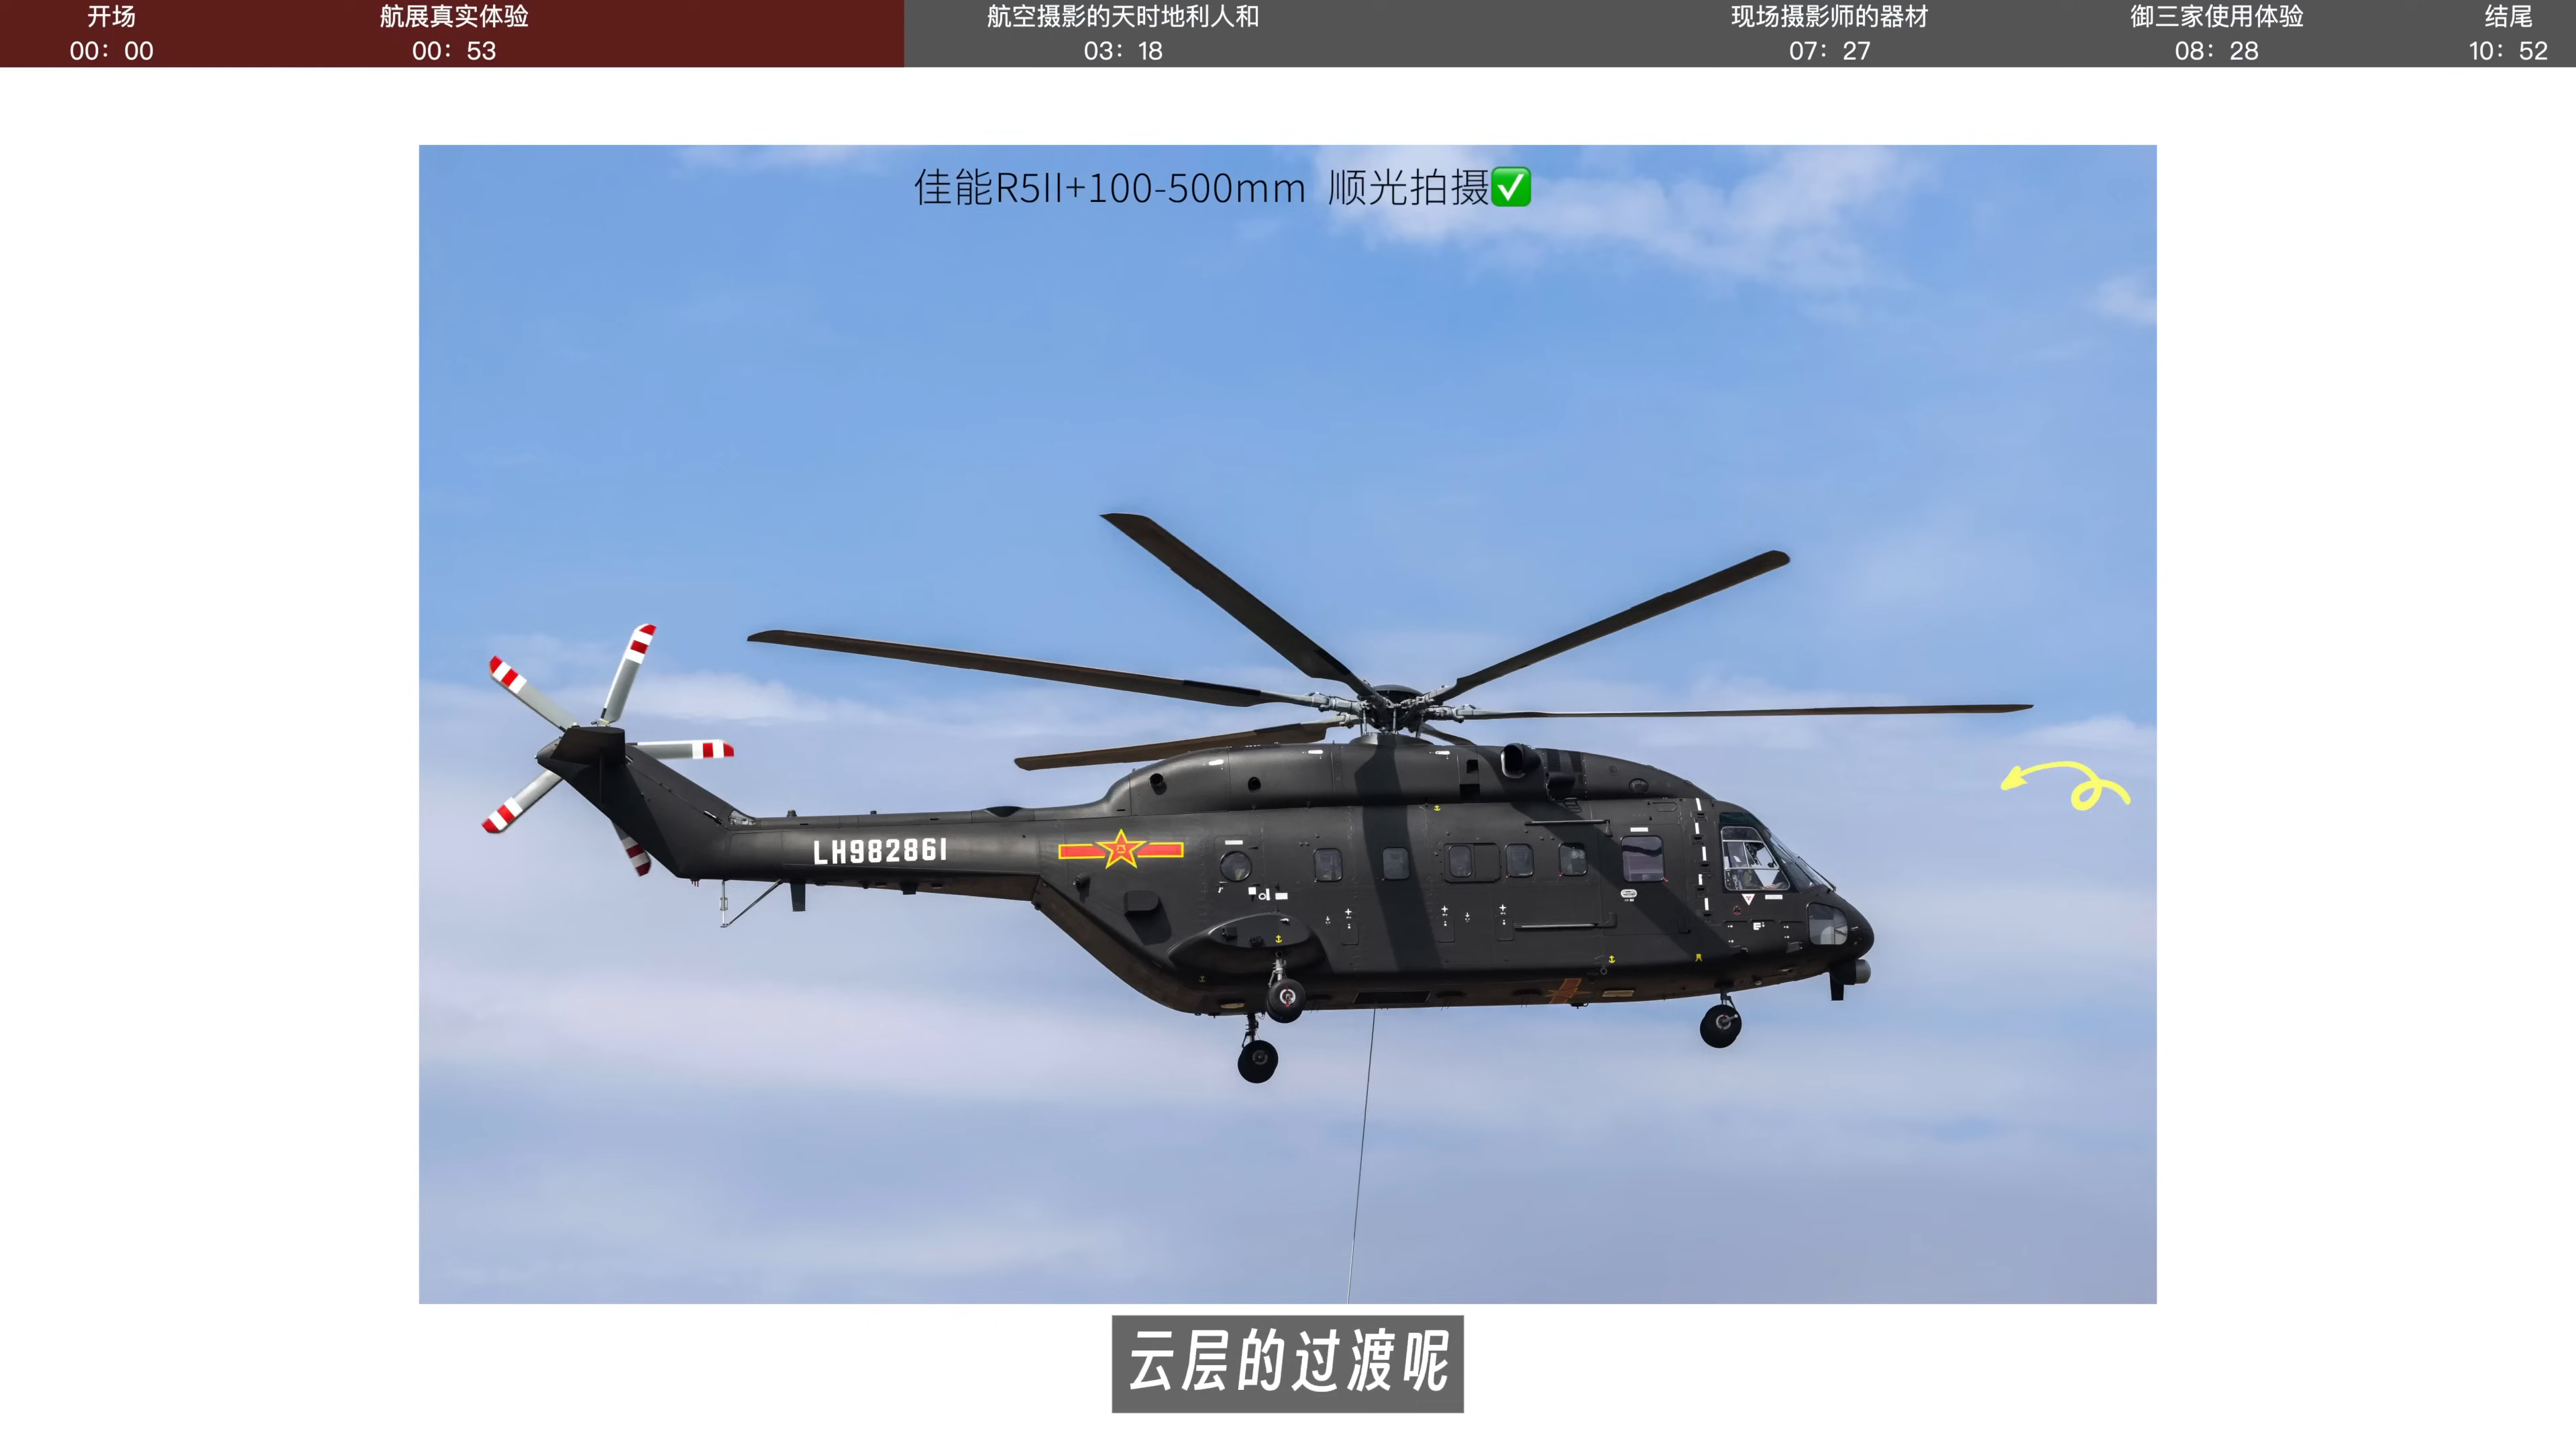 开场
00：00
航展真实体验
00：53
航空摄影的天时地利人和
03：18
现场摄影师的器材
07：27
御三家使用体验
08：28
结尾
10：52
佳能R5II+100-500mm 顺光拍摄✅
LH982861
云层的过渡呢